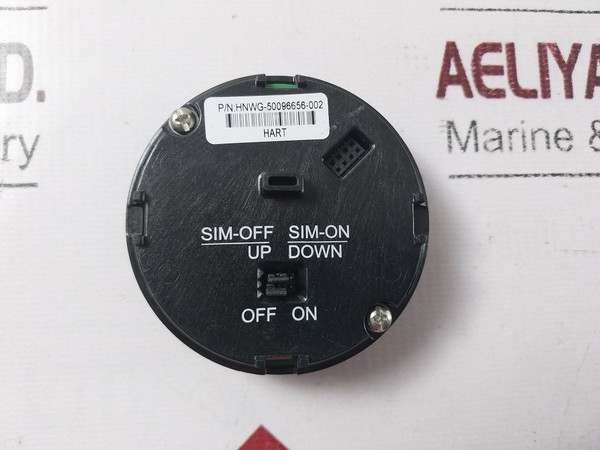 D.
ry
AELIYA
Marine &
P/N:HNWG-50096656-002
HART
SIM-OFF SIM-ON
UP DOWN
OFF ON